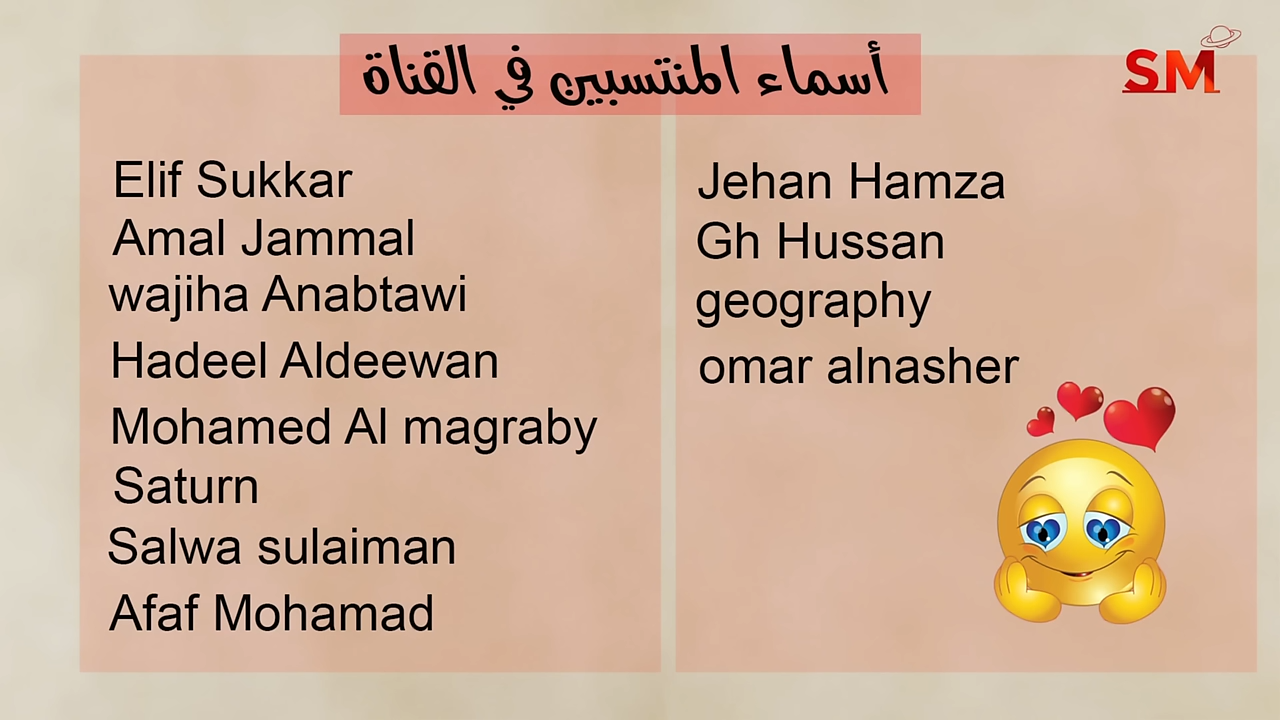 أسماء المنتسبين في القناة
SM
Elif Sukkar
Amal Jammal
wajiha Anabtawi
Hadeel Aldeewan
Mohamed Al magraby
Saturn
Salwa sulaiman
Afaf Mohamad
Jehan Hamza
Gh Hussan
geography
omar alnasher